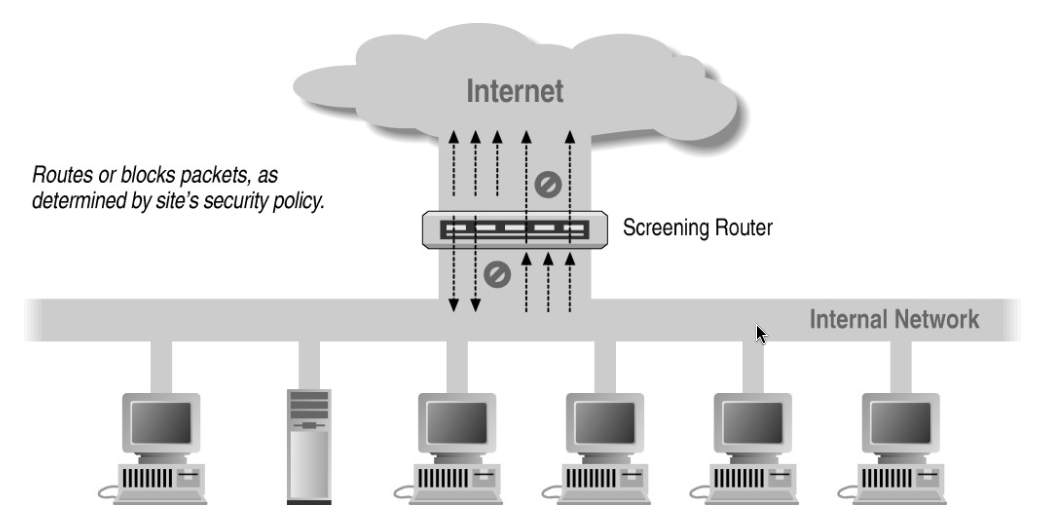 Internet
Routes or blocks packets, as
determined by site's security policy.
Screening Router
Internal Network